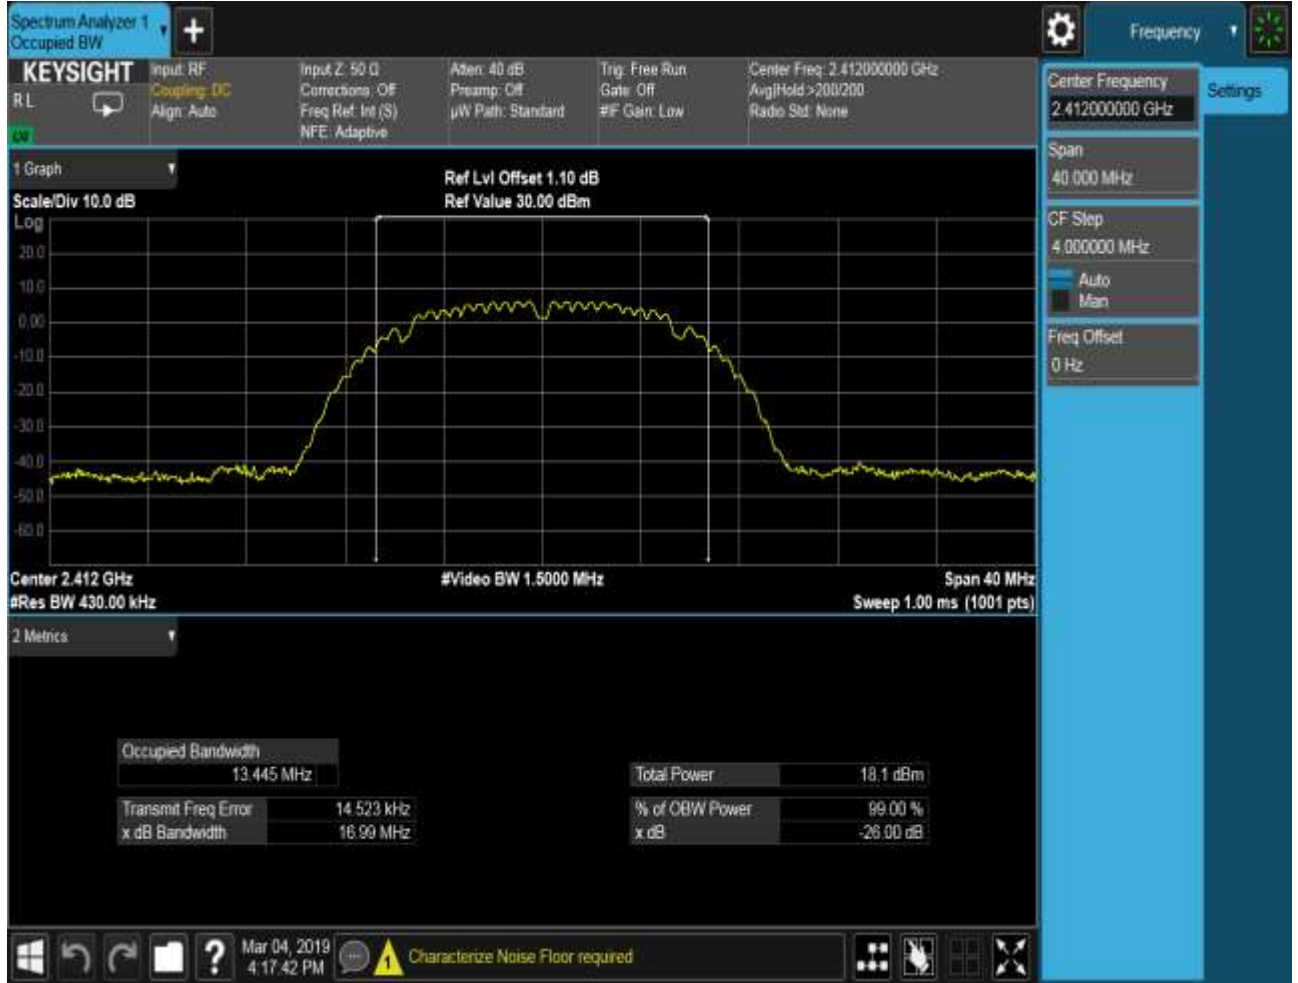 Spectrum Analyzer 1
Occupied BW
Frequency
KEYSIGHT
R L
Input: RF
Coupling: DC
Align: Auto
Input Z: 50 Ω
Corrections: Off
Freq Ref: Int (S)
NFE: Adaptive
Atten: 40 dB
Preamp: Off
µW Path: Standard
Trig: Free Run
Gate: Off
#IF Gain: Low
Center Freq: 2.412000000 GHz
Avg|Hold:>200/200
Radio Std: None
Center Frequency
2.412000000 GHz
Settings
Span
40.000 MHz
CF Step
4.000000 MHz
Auto
Man
Freq Offset
0 Hz
1 Graph
Scale/Div 10.0 dB
Ref Lvl Offset 1.10 dB
Ref Value 30.00 dBm
Log
20.0
10.0
0.00
-10.0
-20.0
-30.0
-40.0
-50.0
-60.0
Center 2.412 GHz
#Video BW 1.5000 MHz
Span 40 MHz
#Res BW 430.00 kHz
Sweep 1.00 ms (1001 pts)
2 Metrics
Occupied Bandwidth
13.445 MHz
Total Power 18.1 dBm
Transmit Freq Error 14.523 kHz
% of OBW Power 99.00 %
x dB Bandwidth 16.99 MHz
x dB -26.00 dB
?
Mar 04, 2019
4:17:42 PM
1
Characterize Noise Floor required